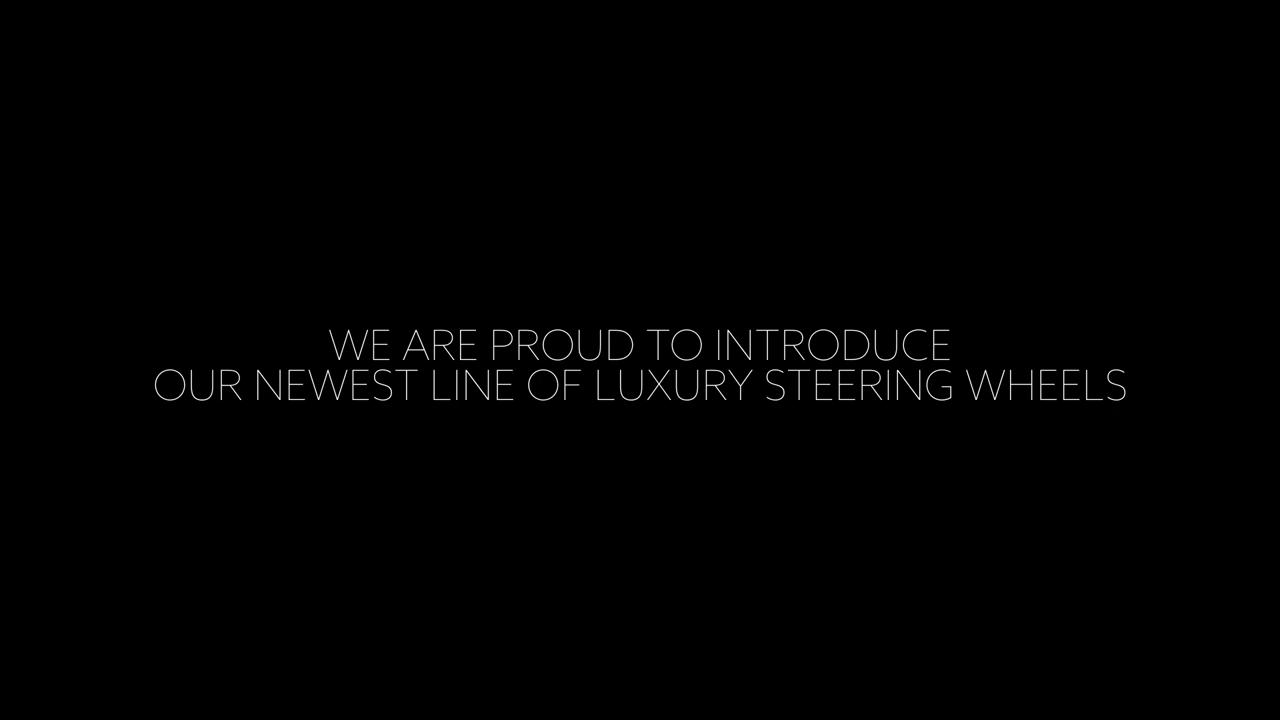 WE ARE PROUD TO INTRODUCE
OUR NEWEST LINE OF LUXURY STEERING WHEELS